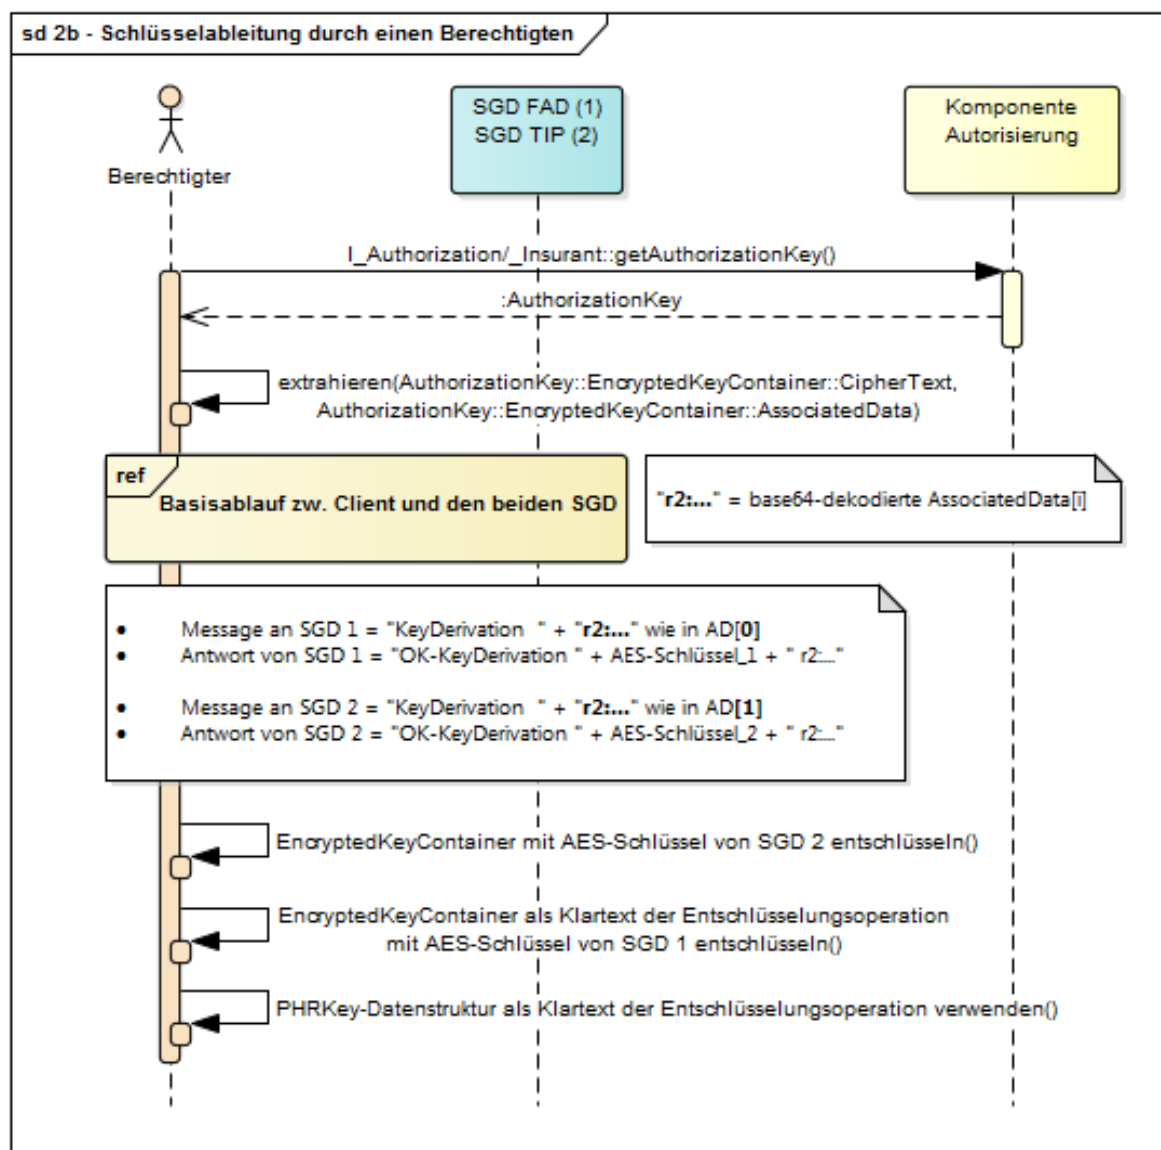 sd 2b - Schlüsselableitung durch einen Berechtigten
SGD FAD (1)
SGD TIP (2)
Komponente
Autorisierung
Berechtigter
I_Authorization/_Insurant::getAuthorizationKey()
:AuthorizationKey
extrahieren(AuthorizationKey::EncryptedKeyContainer::CipherText,
AuthorizationKey::EncryptedKeyContainer::AssociatedData)
ref
Basisablauf zw. Client und den beiden SGD
"r2:..." = base64-dekodierte AssociatedData[i]
• Message an SGD 1 = "KeyDerivation " + "r2:..." wie in AD[0]
• Antwort von SGD 1 = "OK-KeyDerivation " + AES-Schlüssel_1 + " r2:..."
• Message an SGD 2 = "KeyDerivation " + "r2:..." wie in AD[1]
• Antwort von SGD 2 = "OK-KeyDerivation " + AES-Schlüssel_2 + " r2:..."
EncryptedKeyContainer mit AES-Schlüssel von SGD 2 entschlüsseln()
EncryptedKeyContainer als Klartext der Entschlüsselungsoperation
mit AES-Schlüssel von SGD 1 entschlüsseln()
PHRKey-Datenstruktur als Klartext der Entschlüsselungsoperation verwenden()